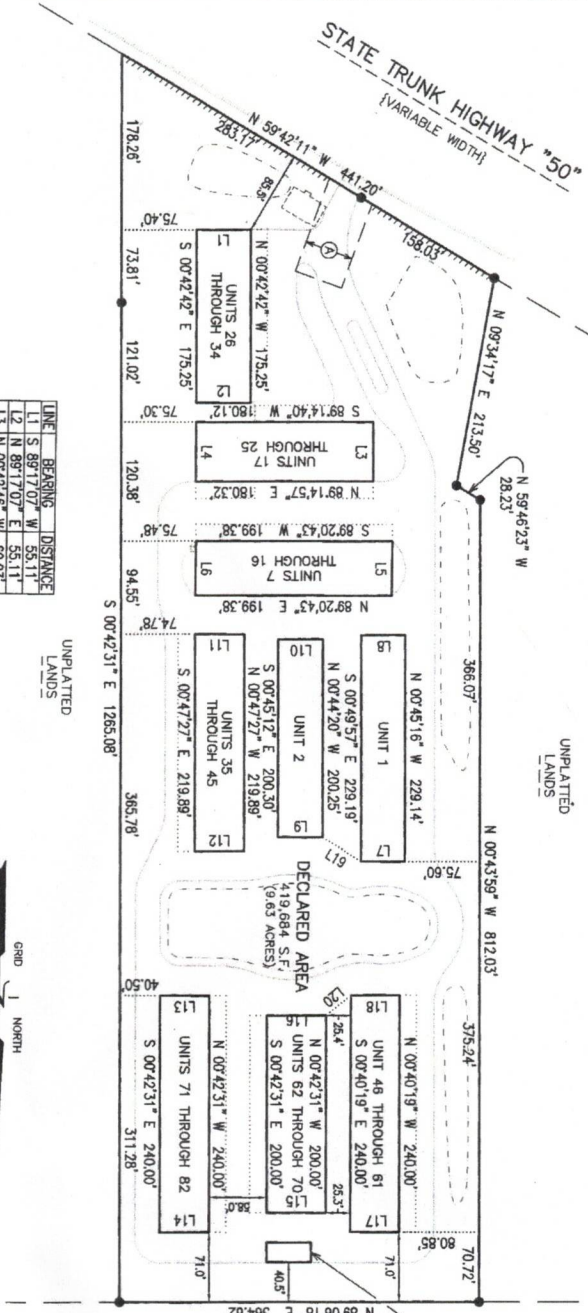 STATE TRUNK HIGHWAY "50"
{VARIABLE WIDTH}
N 59°42'11" W 441.20'
283.17'
158.03'
N 09°34'17" E 213.50'
N 59°46'23" W
28.23'
178.26'
75.40'
85.8'
A
73.81'
L1
UNITS 26
THROUGH 34
L2
N 00°42'42" W 175.25'
S 00°42'42" E 175.25'
121.02'
75.30'
S 89°14'40" W 180.12'
L3
UNITS 17
THROUGH 25
L4
N 89°14'57" E 180.32'
120.38'
75.48'
S 89°20'43" W 199.38'
L5
UNITS 7
THROUGH 16
L6
N 89°20'43" E 199.38'
94.55'
74.78'
366.07'
UNPLATTED
LANDS
N 00°43'59" W 812.03'
N 00°45'16" W 229.14'
L8
UNIT 1
L7
S 00°49'57" E 229.19'
N 00°44'20" W 200.25'
L10
UNIT 2
L9
S 00°45'12" E 200.30'
N 00°47'27" W 219.89'
L11
UNITS 35
THROUGH 45
L12
S 00°47'27" E 219.89'
75.60'
L19
DECLARED AREA
419,684 S.F.
(9.63 ACRES)
365.78'
S 00°42'31" E 1265.08'
UNPLATTED
LANDS
375.24'
40.50'
L20
N 00°40'19" W 240.00'
L18
UNIT 46 THROUGH 61
L17
S 00°40'19" E 240.00'
25.4'
25.3'
N 00°42'31" W 200.00'
L16
UNITS 62 THROUGH 70
L15
S 00°42'31" E 200.00'
58.0'
N 00°42'31" W 240.00'
L13
UNITS 71 THROUGH 82
L14
S 00°42'31" E 240.00'
311.28'
80.85'
70.72'
71.0'
71.0'
40.5'
LINE BEARING DISTANCE
L1 S 89°17'07" W 55.11'
L2 N 89°17'07" E 55.11'
GRID NORTH